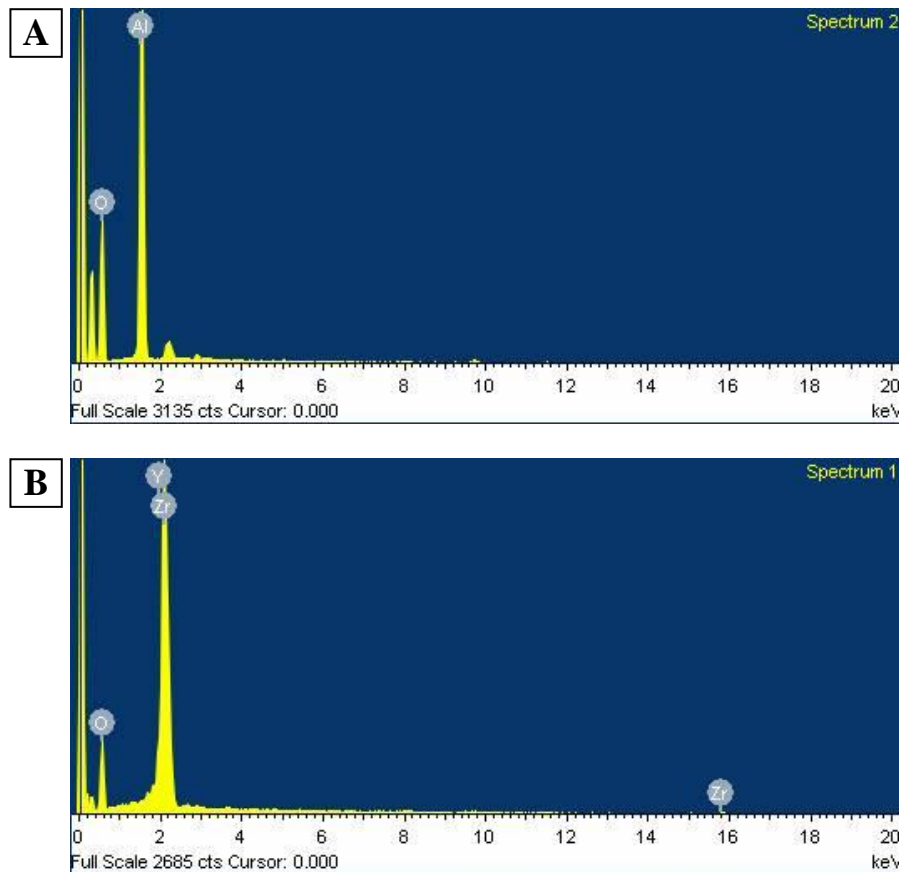 A
Spectrum 2
Al
O
0 2 4 6 8 10 12 14 16 18 20
Full Scale 3135 cts Cursor: 0.000
keV
B
Spectrum 1
Y
Zr
O
Zr
0 2 4 6 8 10 12 14 16 18 20
Full Scale 2685 cts Cursor: 0.000
keV